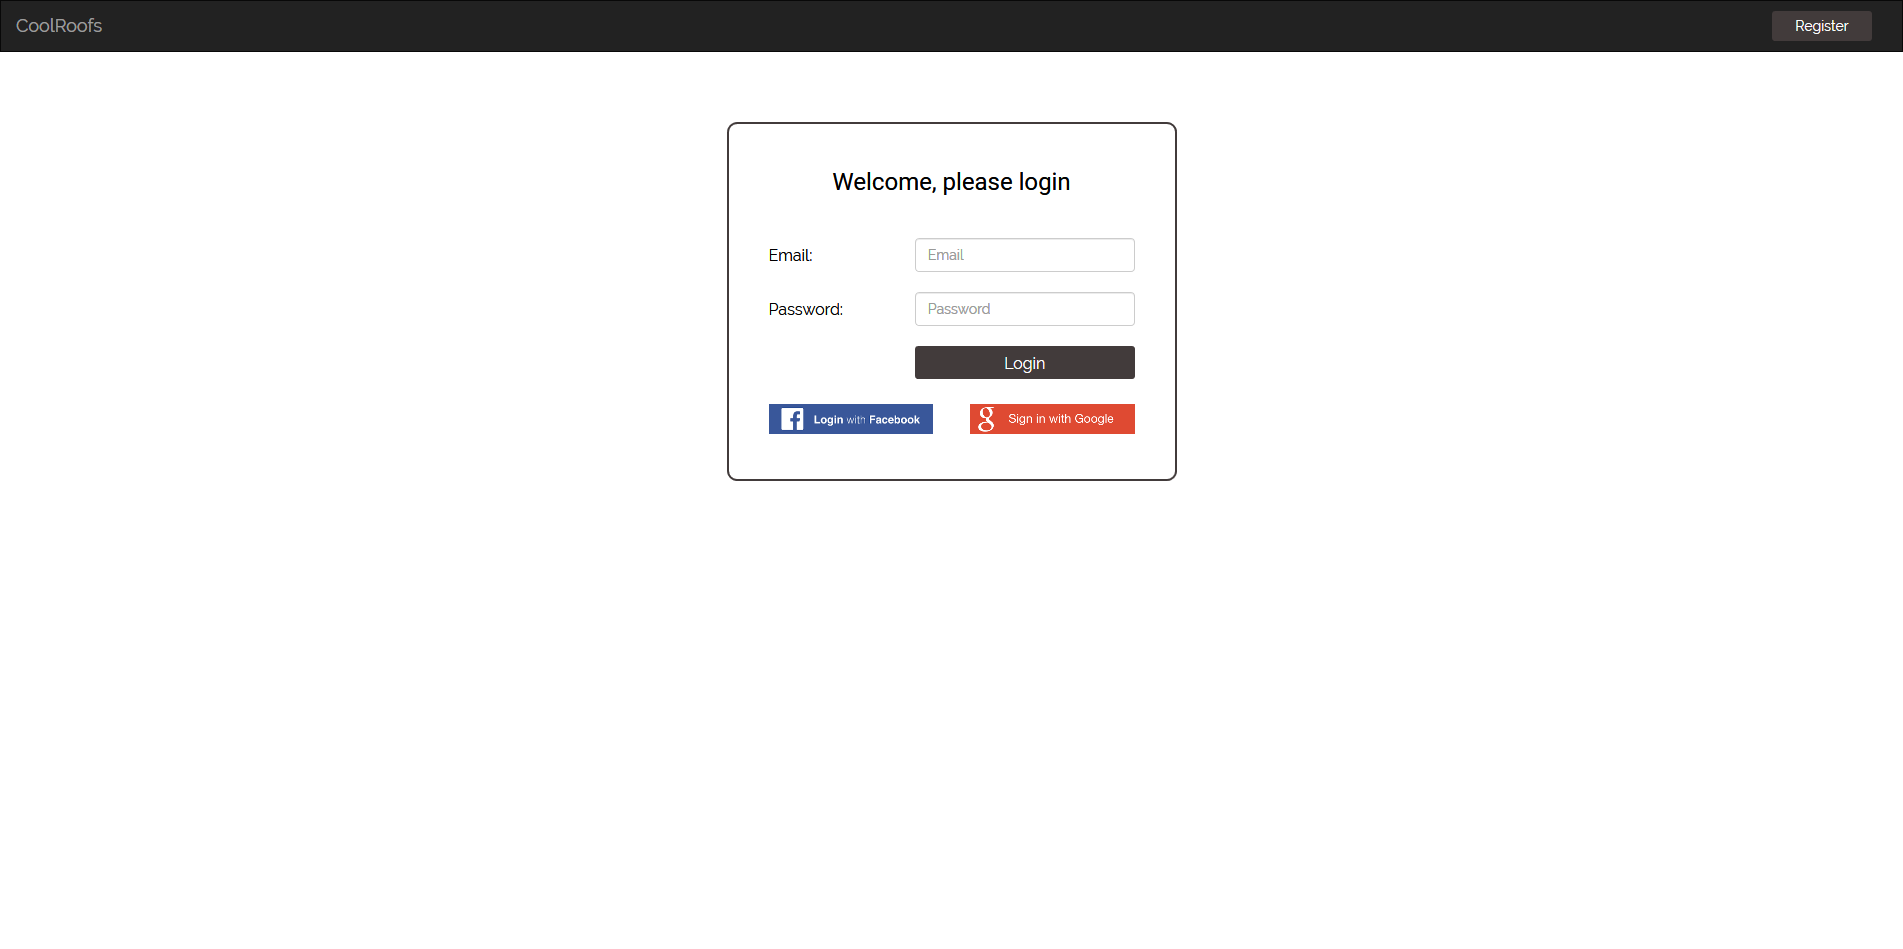 CoolRoofs
Register
Welcome, please login
Email:
Email
Password:
Password
Login
Login with Facebook
Sign in with Google